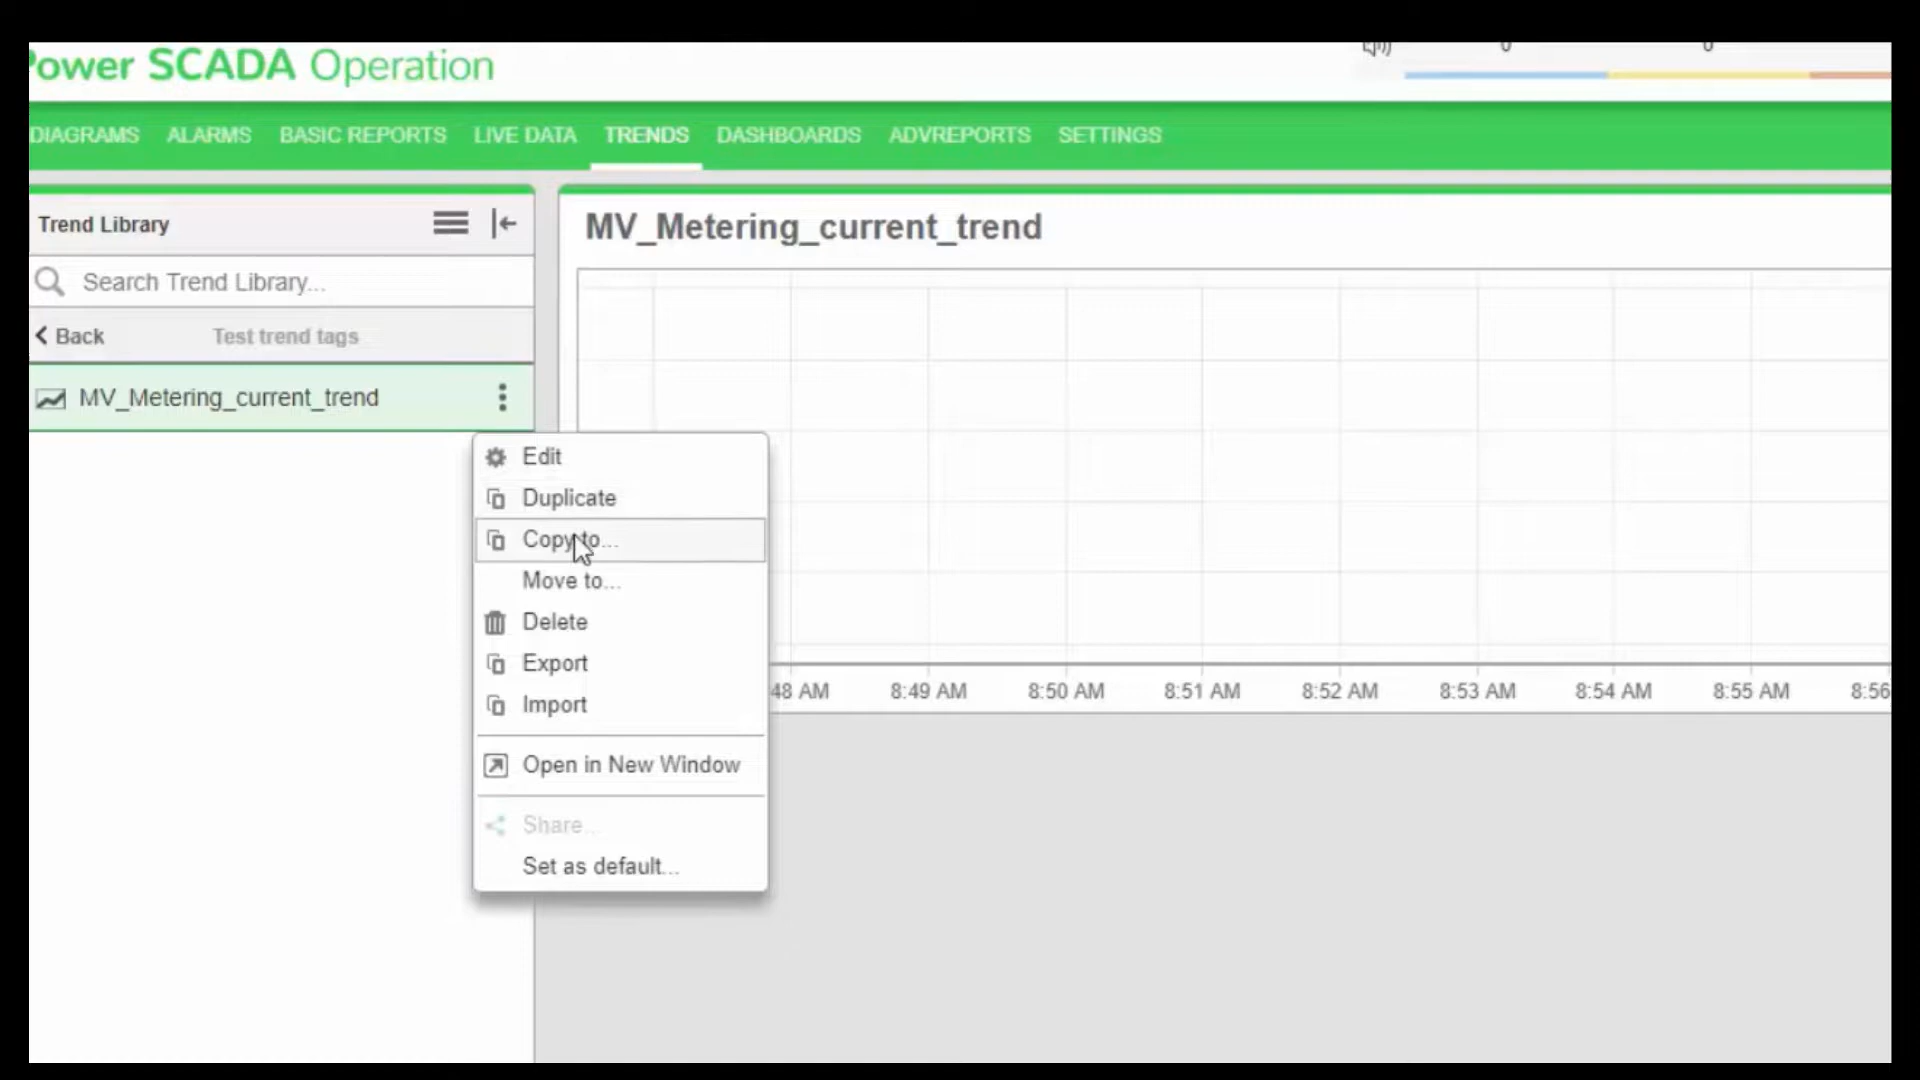 Power SCADA Operation
0 0
DIAGRAMS ALARMS BASIC REPORTS LIVE DATA TRENDS DASHBOARDS ADVREPORTS SETTINGS
Trend Library
MV_Metering_current_trend
Search Trend Library...
Back Test trend tags
MV_Metering_current_trend
Edit
Duplicate
Copy to...
Move to...
Delete
Export
Import
48 AM 8:49 AM 8:50 AM 8:51 AM 8:52 AM 8:53 AM 8:54 AM 8:55 AM 8:56
Open in New Window
Share...
Set as default...